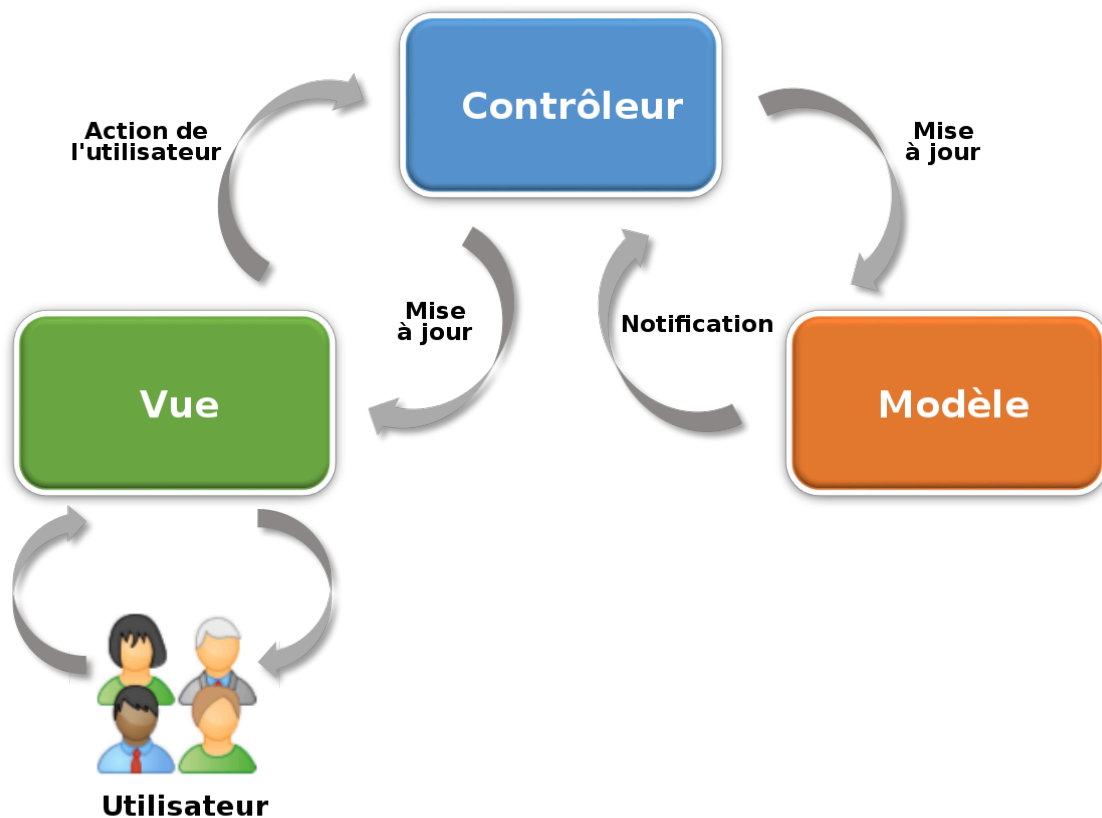 Contrôleur
Action de
l'utilisateur
Mise
à jour
Mise
à jour
Notification
Vue
Modèle
Utilisateur